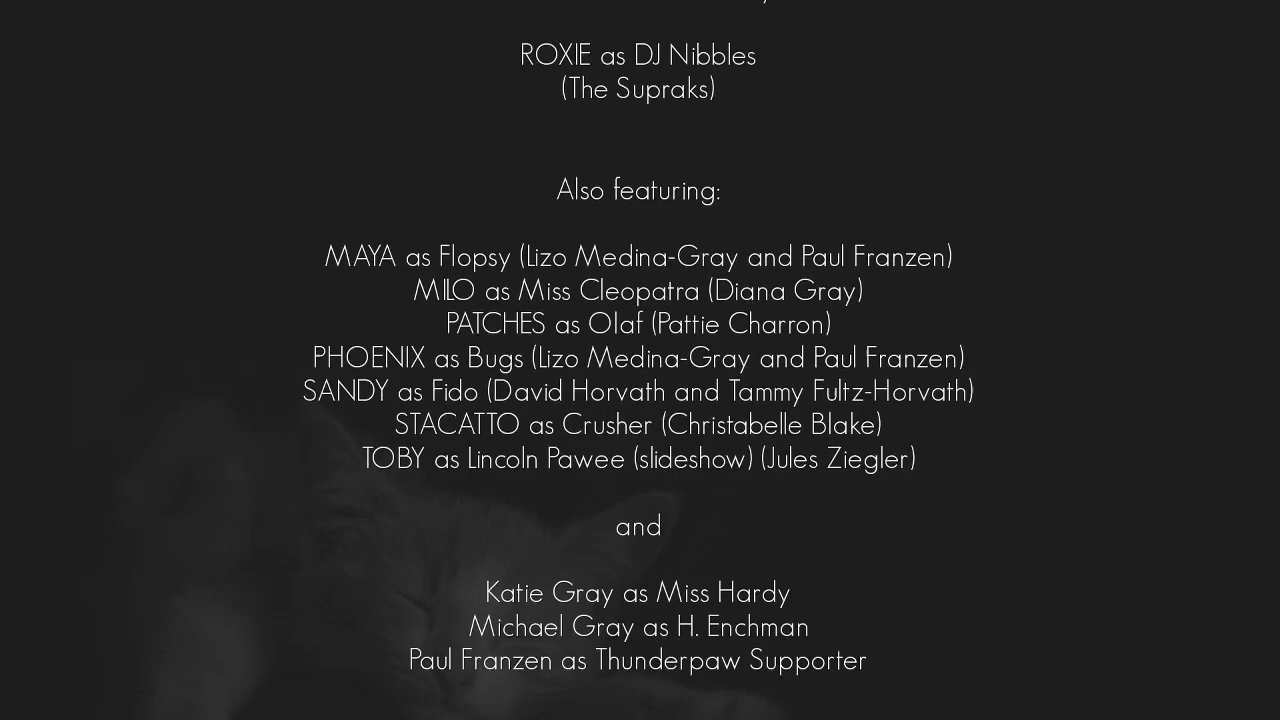 ROXIE as DJ Nibbles
(The Supraks)
Also featuring:
MAYA as Flopsy (Lizo Medina-Gray and Paul Franzen)
MILO as Miss Cleopatra (Diana Gray)
PATCHES as Olaf (Pattie Charron)
PHOENIX as Bugs (Lizo Medina-Gray and Paul Franzen)
SANDY as Fido (David Horvath and Tammy Fultz-Horvath)
STACATTO as Crusher (Christabelle Blake)
TOBY as Lincoln Pawee (slideshow) (Jules Ziegler)
and
Katie Gray as Miss Hardy
Michael Gray as H. Enchman
Paul Franzen as Thunderpaw Supporter